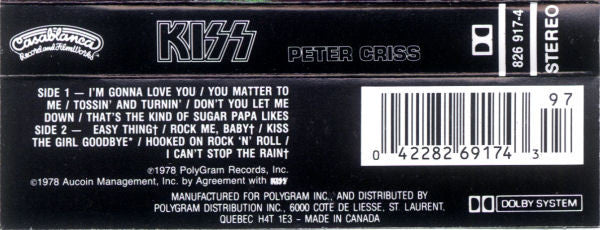 Casablanca
Record and FilmWorks
KISS
PETER CRISS
826 917-4
STEREO
SIDE 1 — I'M GONNA LOVE YOU / YOU MATTER TO
ME / TOSSIN' AND TURNIN' / DON'T YOU LET ME
DOWN / THAT'S THE KIND OF SUGAR PAPA LIKES
SIDE 2 — EASY THING† / ROCK ME, BABY† / KISS
THE GIRL GOODBYE* / HOOKED ON ROCK 'N' ROLL /
I CAN'T STOP THE RAIN†
℗1978 PolyGram Records, Inc.
©1978 Aucoin Management, Inc. by Agreement with KISS
97
0 42282 69174 3
MANUFACTURED FOR POLYGRAM INC., AND DISTRIBUTED BY
POLYGRAM DISTRIBUTION INC., 6000 COTE DE LIESSE, ST. LAURENT.
QUEBEC H4T 1E3 - MADE IN CANADA
DOLBY SYSTEM